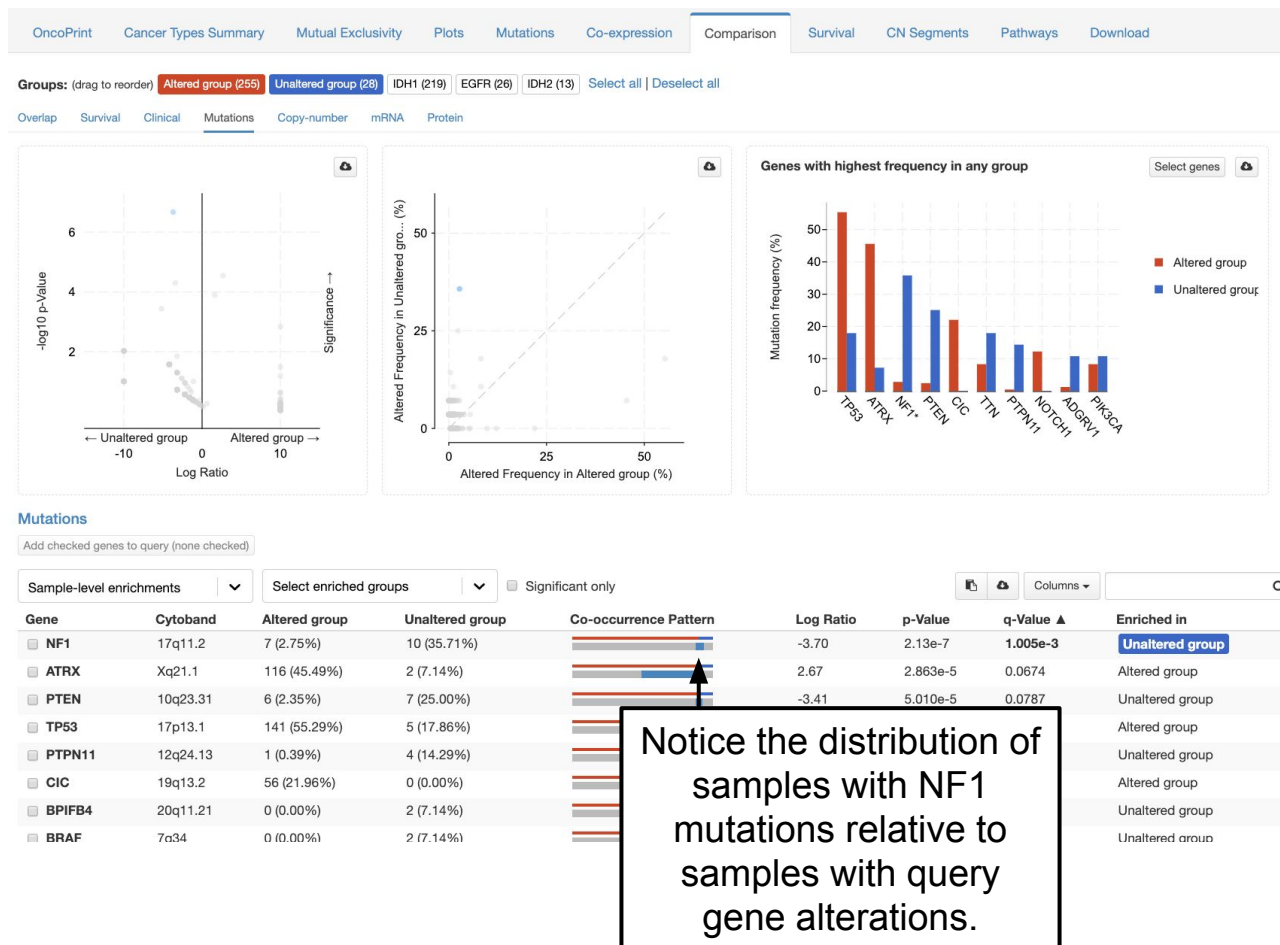 OncoPrint Cancer Types Summary Mutual Exclusivity Plots Mutations Co-expression Comparison Survival CN Segments Pathways Download
Groups: (drag to reorder) Altered group (255) Unaltered group (28) IDH1 (219) EGFR (26) IDH2 (13) Select all | Deselect all
Overlap Survival Clinical Mutations Copy-number mRNA Protein
6
4
2
-log10 p-Value
Significance →
← Unaltered group Altered group →
-10 0 10
Log Ratio
50
25
0
Altered Frequency in Unaltered gro... (%)
0 25 50
Altered Frequency in Altered group (%)
Genes with highest frequency in any group Select genes
50
40
30
20
10
0
Mutation frequency (%)
TP53 ATRX NF1* PTEN CIC TTN PTPN11 NOTCH1 ADGRV1 PIK3CA
Altered group
Unaltered group
Mutations
Add checked genes to query (none checked)
Sample-level enrichments Select enriched groups Significant only Columns
Gene Cytoband Altered group Unaltered group Co-occurrence Pattern Log Ratio p-Value q-Value ▲ Enriched in
NF1 17q11.2 7 (2.75%) 10 (35.71%) -3.70 2.13e-7 1.005e-3 Unaltered group
ATRX Xq21.1 116 (45.49%) 2 (7.14%) 2.67 2.863e-5 0.0674 Altered group
PTEN 10q23.31 6 (2.35%) 7 (25.00%) -3.41 5.010e-5 0.0787 Unaltered group
TP53 17p13.1 141 (55.29%) 5 (17.86%) Altered group
PTPN11 12q24.13 1 (0.39%) 4 (14.29%) Unaltered group
CIC 19q13.2 56 (21.96%) 0 (0.00%) Altered group
BPIFB4 20q11.21 0 (0.00%) 2 (7.14%) Unaltered group
BRAF 7q34 0 (0.00%) 2 (7.14%) Unaltered group
Notice the distribution of
samples with NF1
mutations relative to
samples with query
gene alterations.